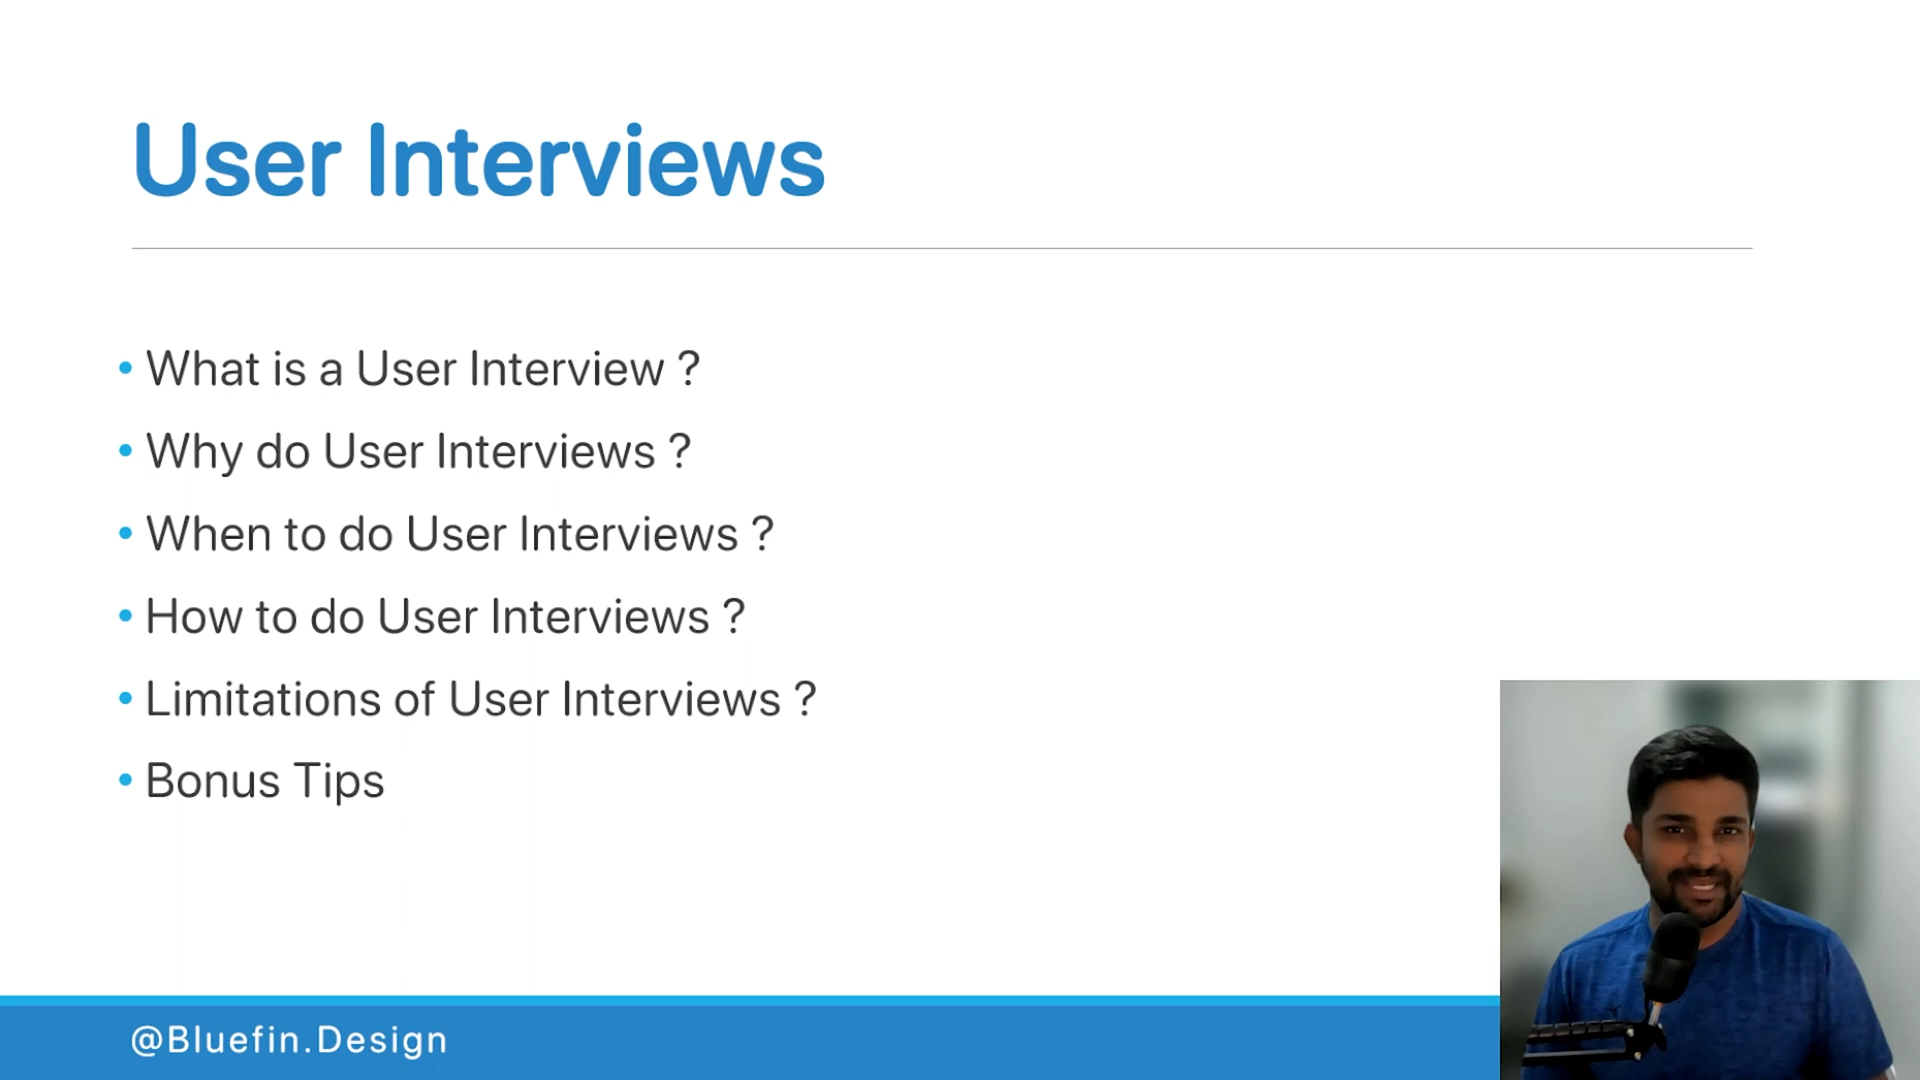 User Interviews
• What is a User Interview ?
• Why do User Interviews ?
• When to do User Interviews ?
• How to do User Interviews ?
• Limitations of User Interviews ?
• Bonus Tips
@Bluefin.Design